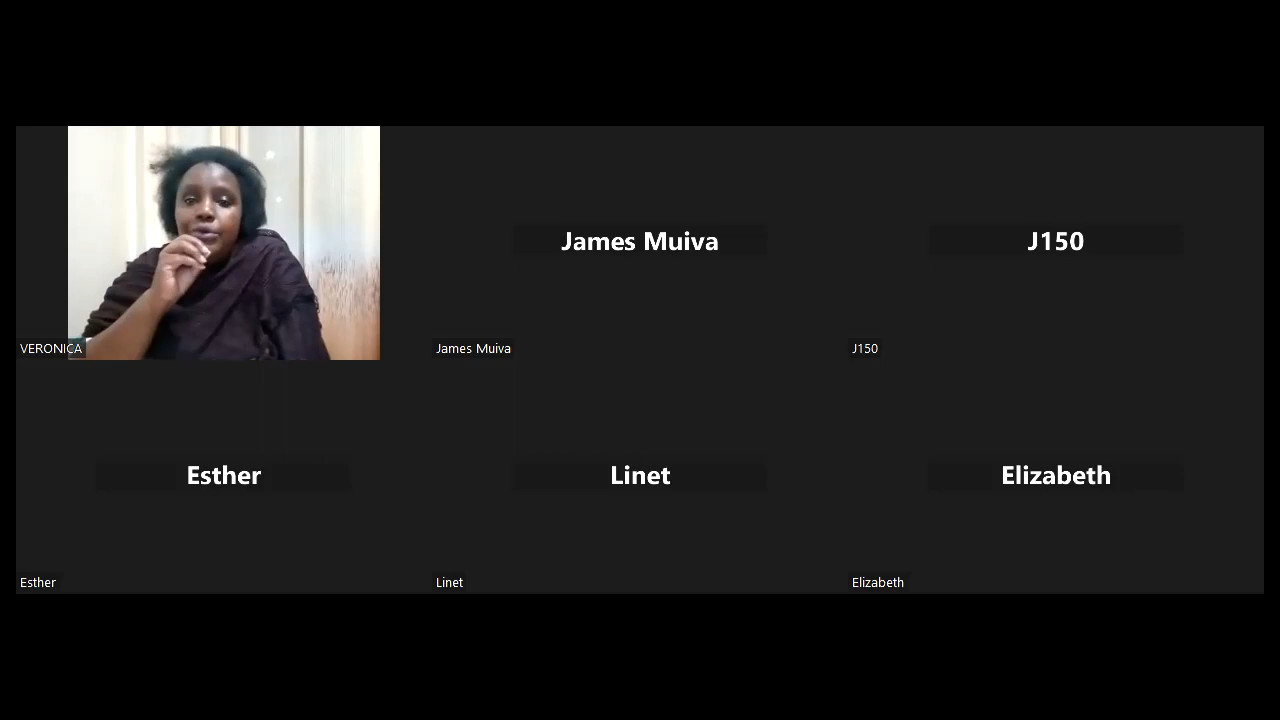 James Muiva
J150
VERONICA
James Muiva
J150
Esther
Linet
Elizabeth
Esther
Linet
Elizabeth